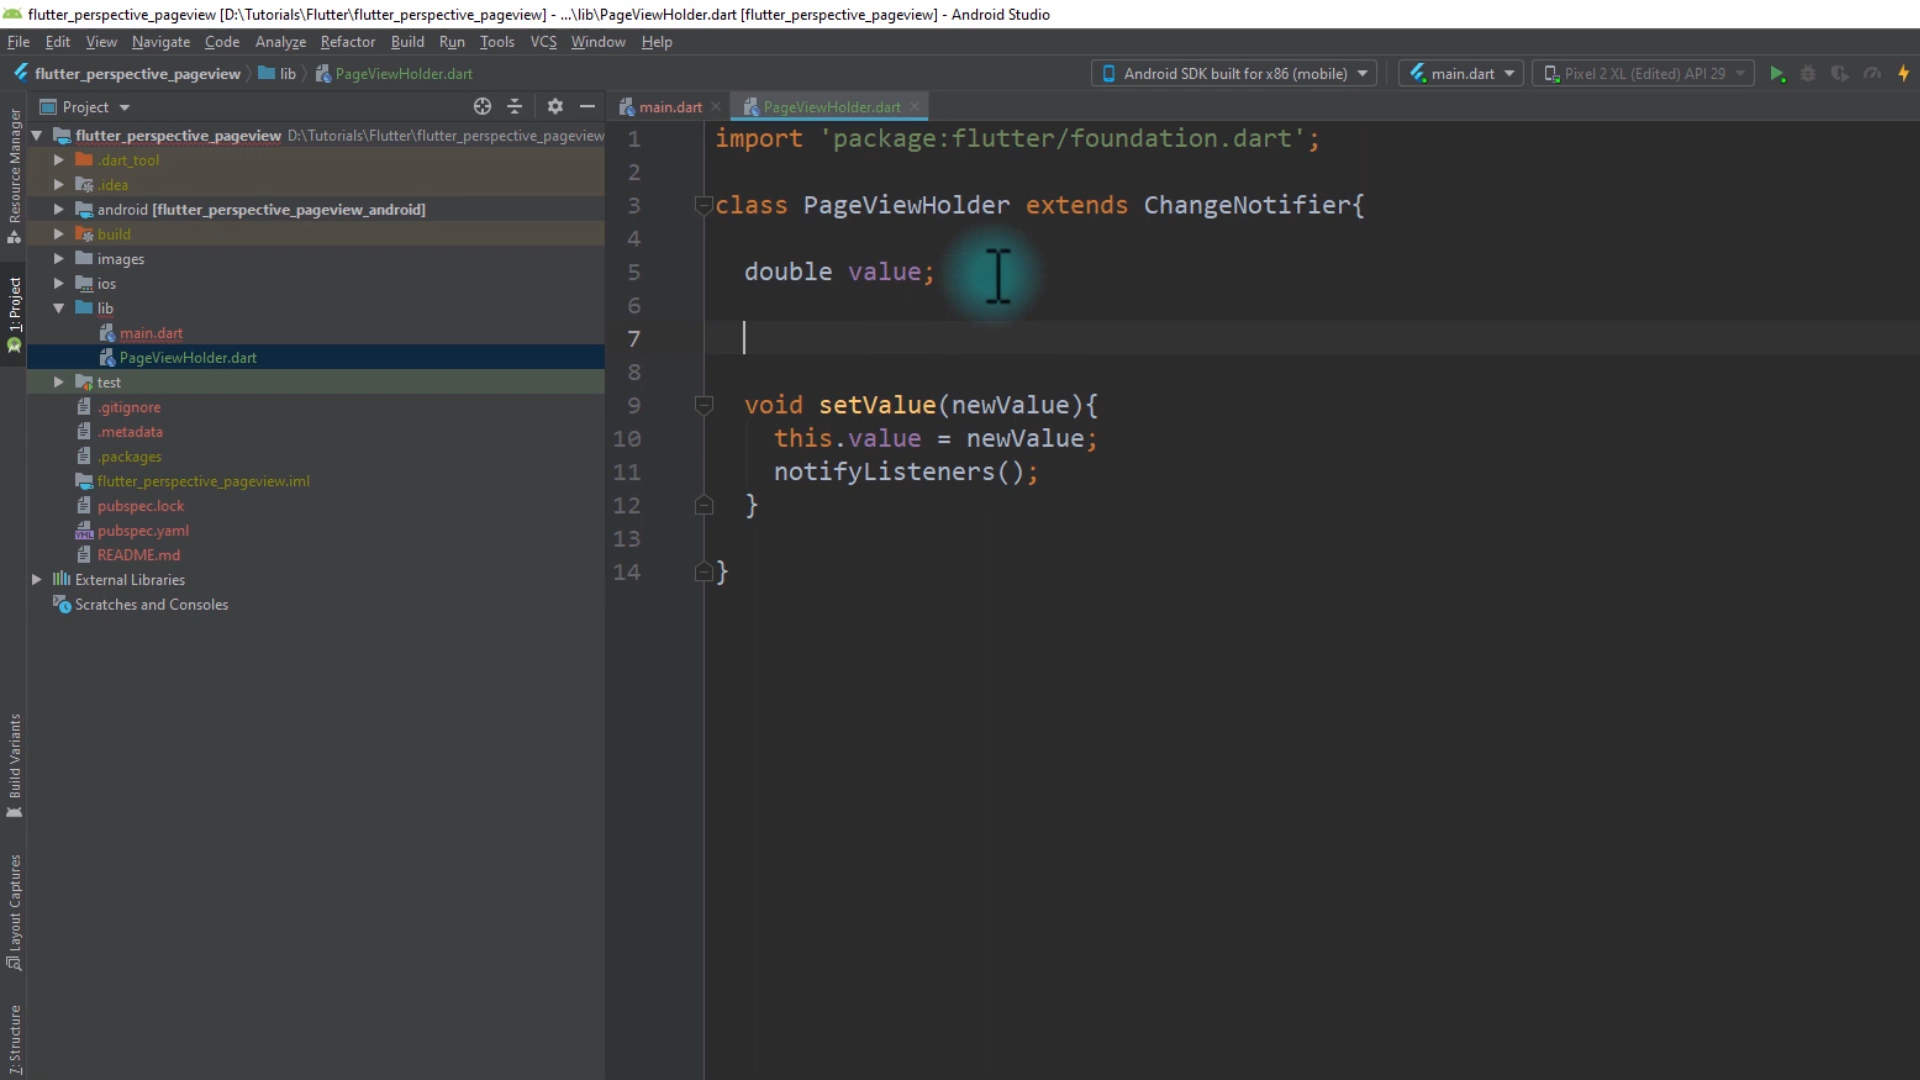 flutter_perspective_pageview [D:\Tutorials\Flutter\flutter_perspective_pageview] - ...\lib\PageViewHolder.dart [flutter_perspective_pageview] - Android Studio
File Edit View Navigate Code Analyze Refactor Build Run Tools VCS Window Help
flutter_perspective_pageview lib PageViewHolder.dart Android SDK built for x86 (mobile) main.dart Pixel 2 XL (Edited) API 29
Project main.dart PageViewHolder.dart
Resource Manager
1: Project
Build Variants
Layout Captures
7: Structure
flutter_perspective_pageview D:\Tutorials\Flutter\flutter_perspective_pageview
.dart_tool
.idea
android [flutter_perspective_pageview_android]
build
images
ios
lib
main.dart
PageViewHolder.dart
test
.gitignore
.metadata
.packages
flutter_perspective_pageview.iml
pubspec.lock
pubspec.yaml
README.md
External Libraries
Scratches and Consoles
1 import 'package:flutter/foundation.dart';
2
3 class PageViewHolder extends ChangeNotifier{
4
5 double value;
6
7
8
9 void setValue(newValue){
10 this.value = newValue;
11 notifyListeners();
12 }
13
14 }